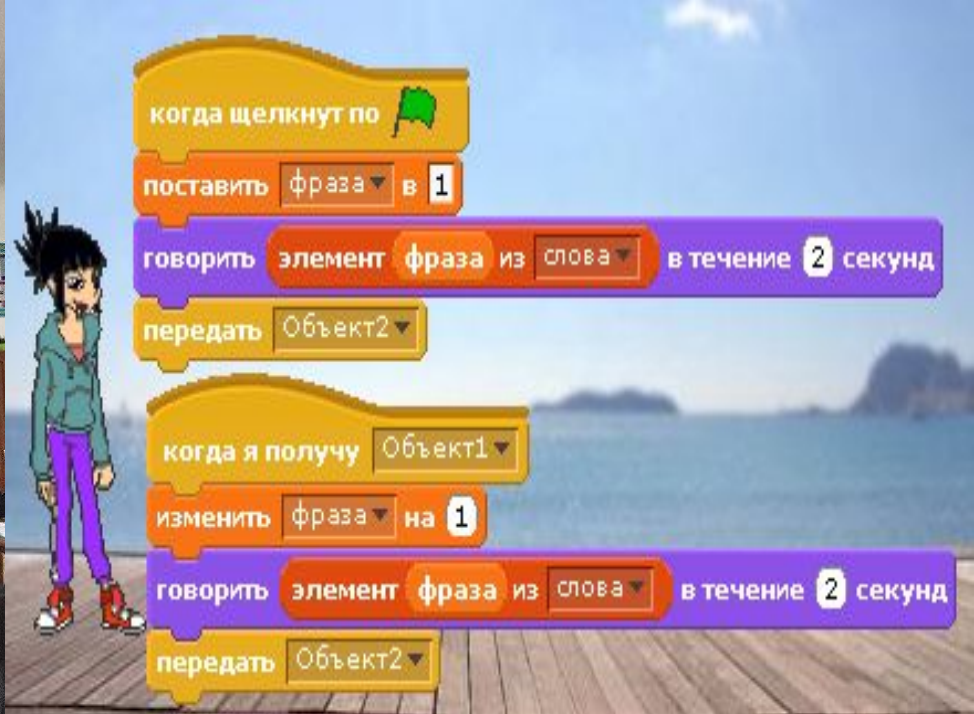 когда щелкнут по
поставить фраза в 1
говорить элемент фраза из слова в течение 2 секунд
передать Объект2
когда я получу Объект1
изменить фраза на 1
говорить элемент фраза из слова в течение 2 секунд
передать Объект2